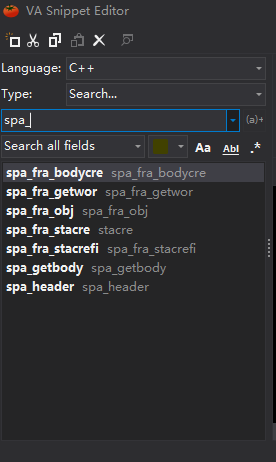 VA Snippet Editor
Language: C++
Type: Search...
spa_ (a)+
Search all fields Aa Abl .*
spa_fra_bodycre spa_fra_bodycre
spa_fra_getwor spa_fra_getwor
spa_fra_obj spa_fra_obj
spa_fra_stacre stacre
spa_fra_stacrefi spa_fra_stacrefi
spa_getbody spa_getbody
spa_header spa_header